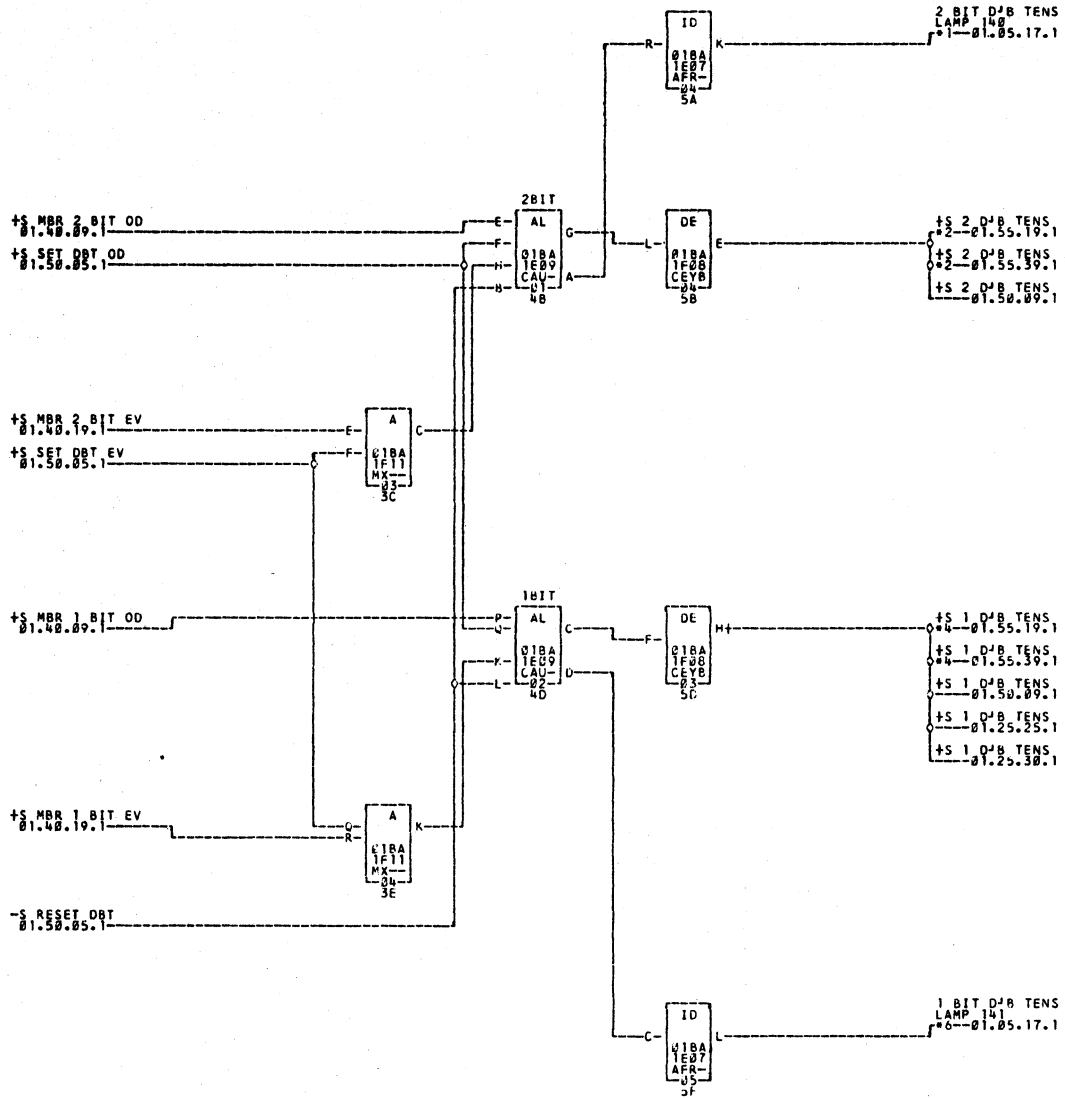 2 BIT D/B TENS
LAMP 140
*1--01.05.17.1
ID
R K
01BA
1E07
AFR-
04
5A
2BIT
+S MBR 2 BIT OD
01.40.09.1
+S SET DBT OD
01.50.05.1
E AL G
F
H A
B
01BA
1E09
CAU-
01
4B
DE
L E
01BA
1F08
CEYB
04
5B
+S 2 D/B TENS
*2--01.55.19.1
+S 2 D/B TENS
*2--01.55.39.1
+S 2 D/B TENS
01.50.09.1
+S MBR 2 BIT EV
01.40.19.1
+S SET DBT EV
01.50.05.1
A
E C
F
01BA
1F11
MX--
03
3C
1BIT
+S MBR 1 BIT OD
01.40.09.1
P AL C
Q
K D
L
01BA
1E09
CAU-
02
4D
DE
F H+
01BA
1F08
CEYB
03
5D
+S 1 D/B TENS
*4--01.55.19.1
+S 1 D/B TENS
*4--01.55.39.1
+S 1 D/B TENS
01.50.09.1
+S 1 D/B TENS
01.25.25.1
+S 1 D/B TENS
01.25.30.1
+S MBR 1 BIT EV
01.40.19.1
A
Q K
R
01BA
1F11
MX--
04
3E
-S RESET DBT
01.50.05.1
1 BIT D/B TENS
LAMP 141
*6--01.05.17.1
ID
C L
01BA
1E07
AFR-
05
5F